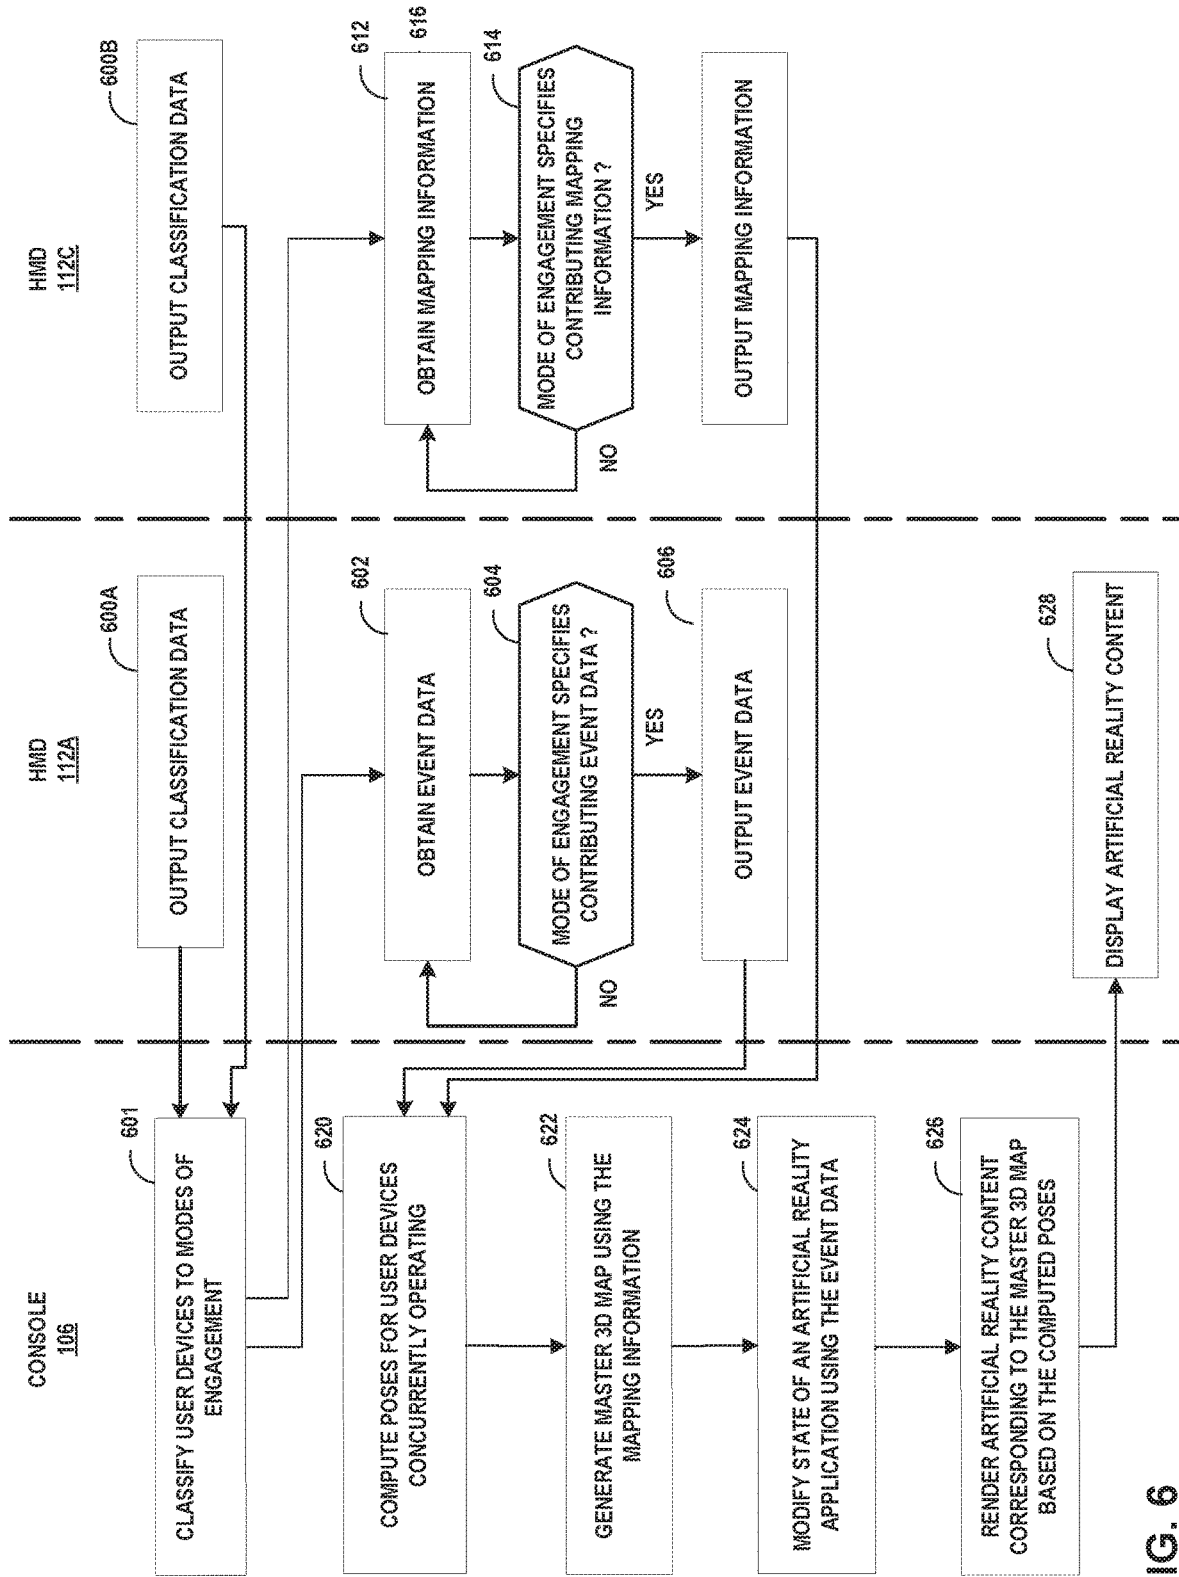 CONSOLE
106
HMD
112A
HMD
112C
600A
OUTPUT CLASSIFICATION DATA
600B
OUTPUT CLASSIFICATION DATA
601
CLASSIFY USER DEVICES TO MODES OF
ENGAGEMENT
602
OBTAIN EVENT DATA
612
616
OBTAIN MAPPING INFORMATION
604
MODE OF ENGAGEMENT SPECIFIES
CONTRIBUTING EVENT DATA ?
NO
YES
614
MODE OF ENGAGEMENT SPECIFIES
CONTRIBUTING MAPPING
INFORMATION ?
NO
YES
606
OUTPUT EVENT DATA
OUTPUT MAPPING INFORMATION
620
COMPUTE POSES FOR USER DEVICES
CONCURRENTLY OPERATING
622
GENERATE MASTER 3D MAP USING THE
MAPPING INFORMATION
624
MODIFY STATE OF AN ARTIFICIAL REALITY
APPLICATION USING THE EVENT DATA
626
RENDER ARTIFICIAL REALITY CONTENT
CORRESPONDING TO THE MASTER 3D MAP
BASED ON THE COMPUTED POSES
628
DISPLAY ARTIFICIAL REALITY CONTENT
IG. 6